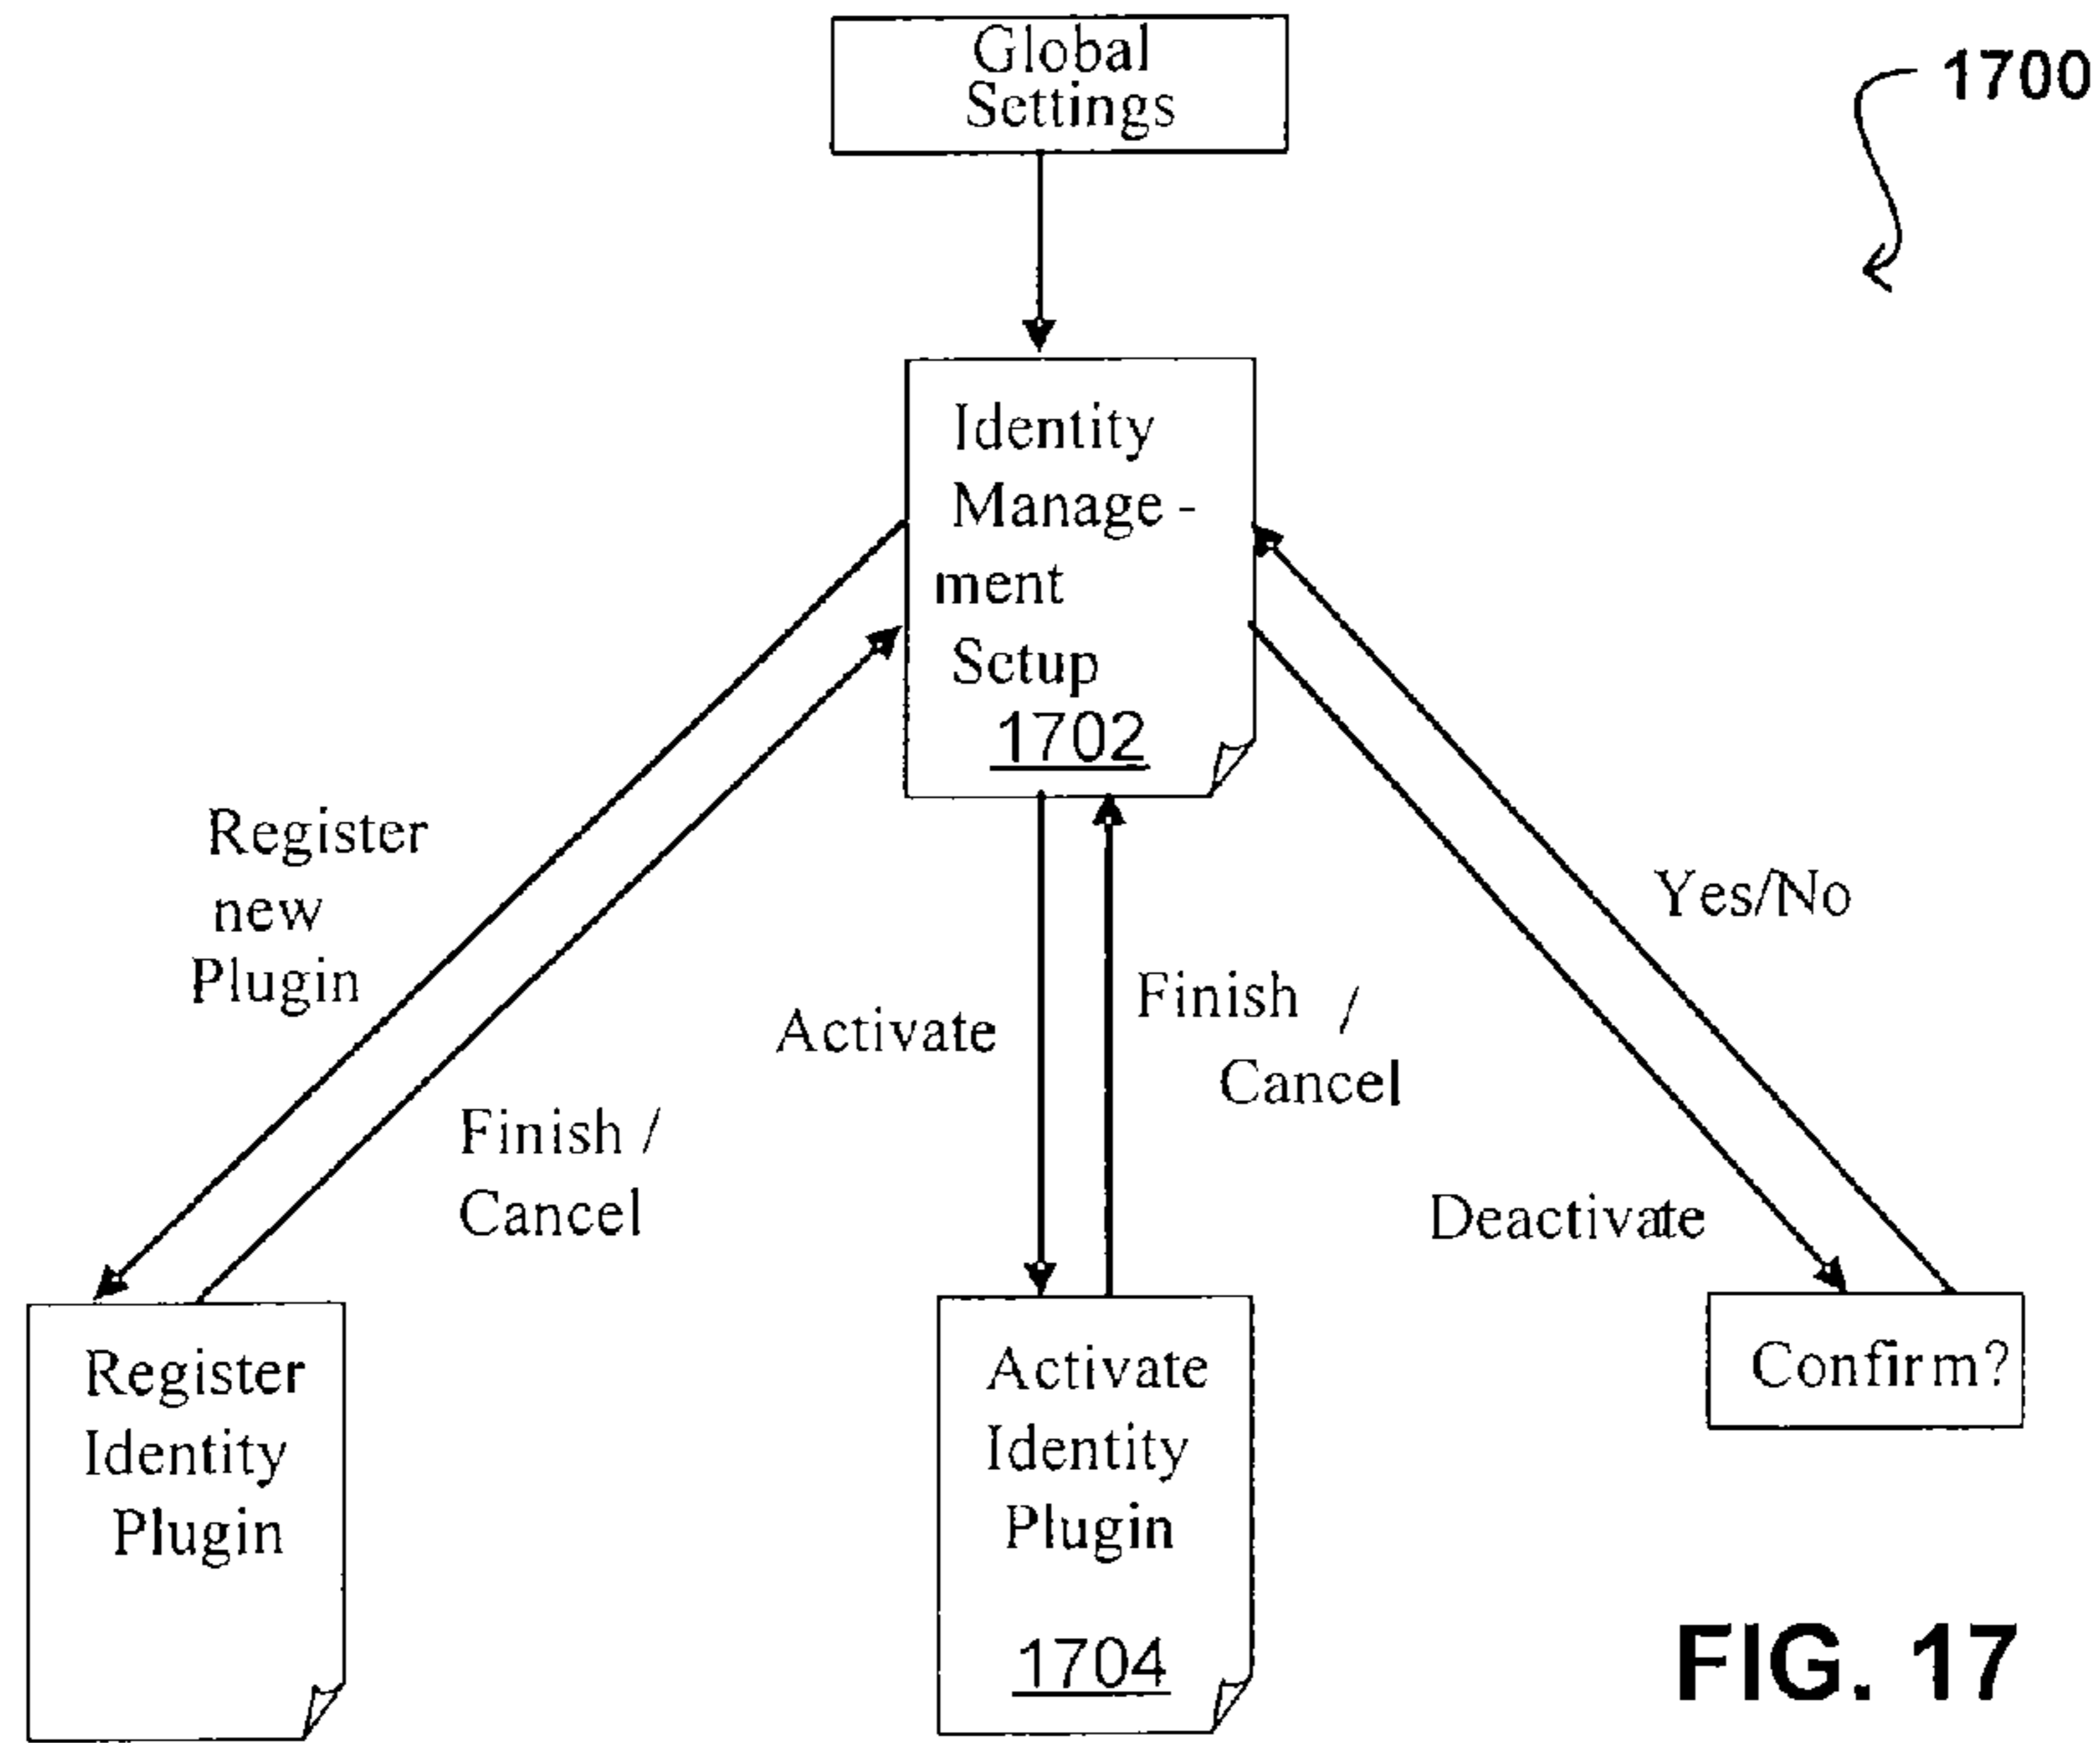 Global
Settings
1700
Identity
Manage -
ment
Setup
1702
Register
new
Plugin
Finish /
Cancel
Activate
Finish /
Cancel
Yes/No
Deactivate
Register
Identity
Plugin
Activate
Identity
Plugin
1704
Confirm?
FIG. 17